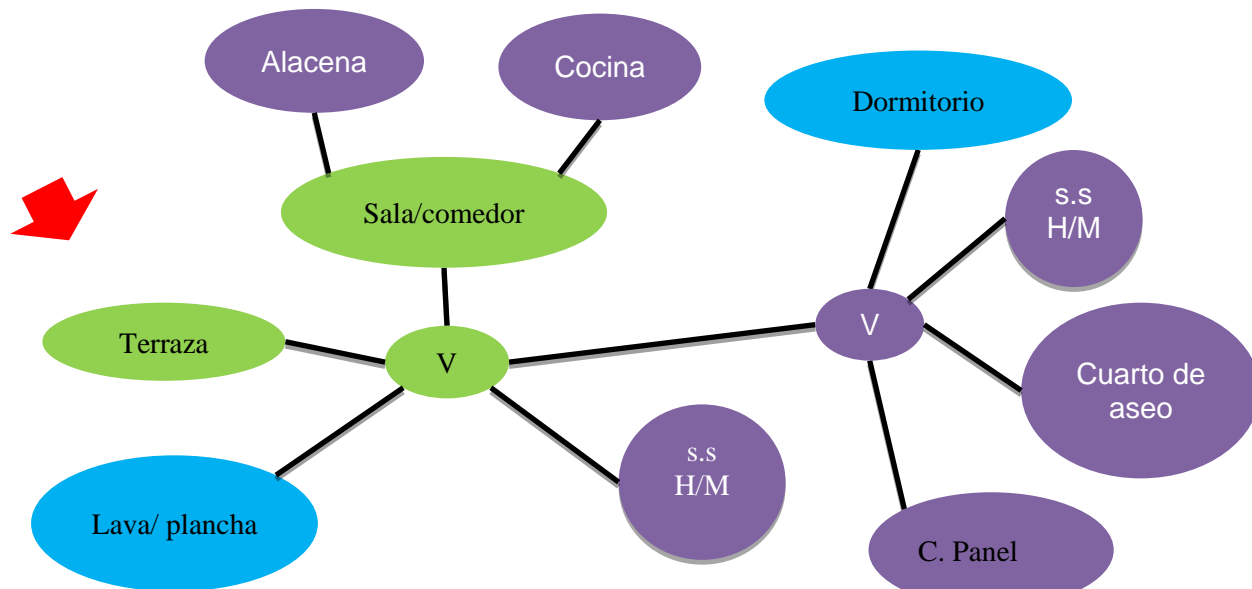 Alacena
Cocina
Dormitorio
s.s
H/M
Sala/comedor
Terraza
V
V
Cuarto de
aseo
s.s
H/M
Lava/ plancha
C. Panel